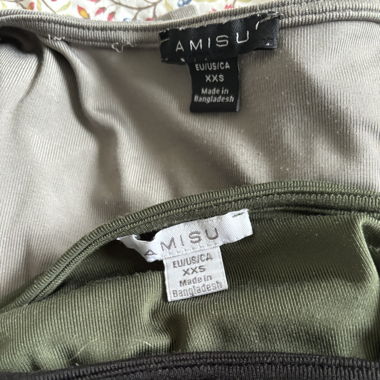 AMISU
EU/US/CA
XXS
Made in
Bangladesh
AMISU
EU/US/CA
XXS
Made in
Bangladesh